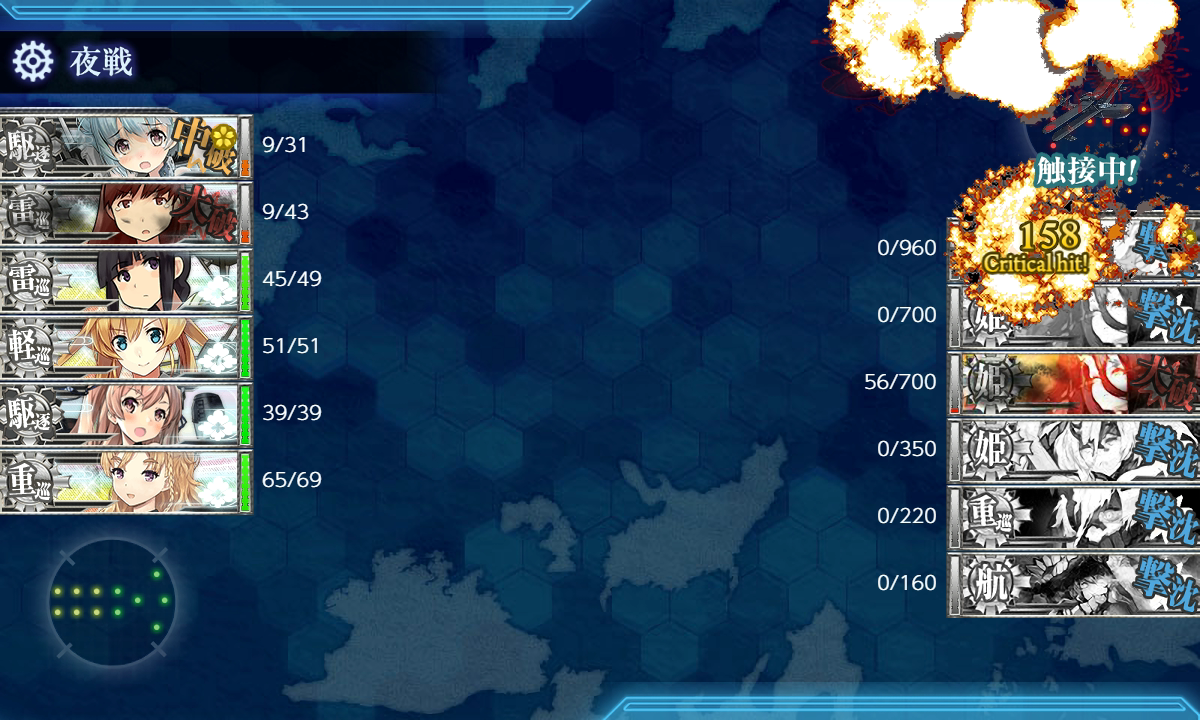 夜戦
駆逐 中破
9/31
雷巡 大破
9/43
雷巡
45/49
軽巡
51/51
駆逐
39/39
重巡
65/69
触接中!
158
Critical hit!
0/960
撃
0/700
姫 撃沈
56/700
姫 大破
0/350
姫 撃沈
0/220
重巡 撃沈
0/160
航 撃沈